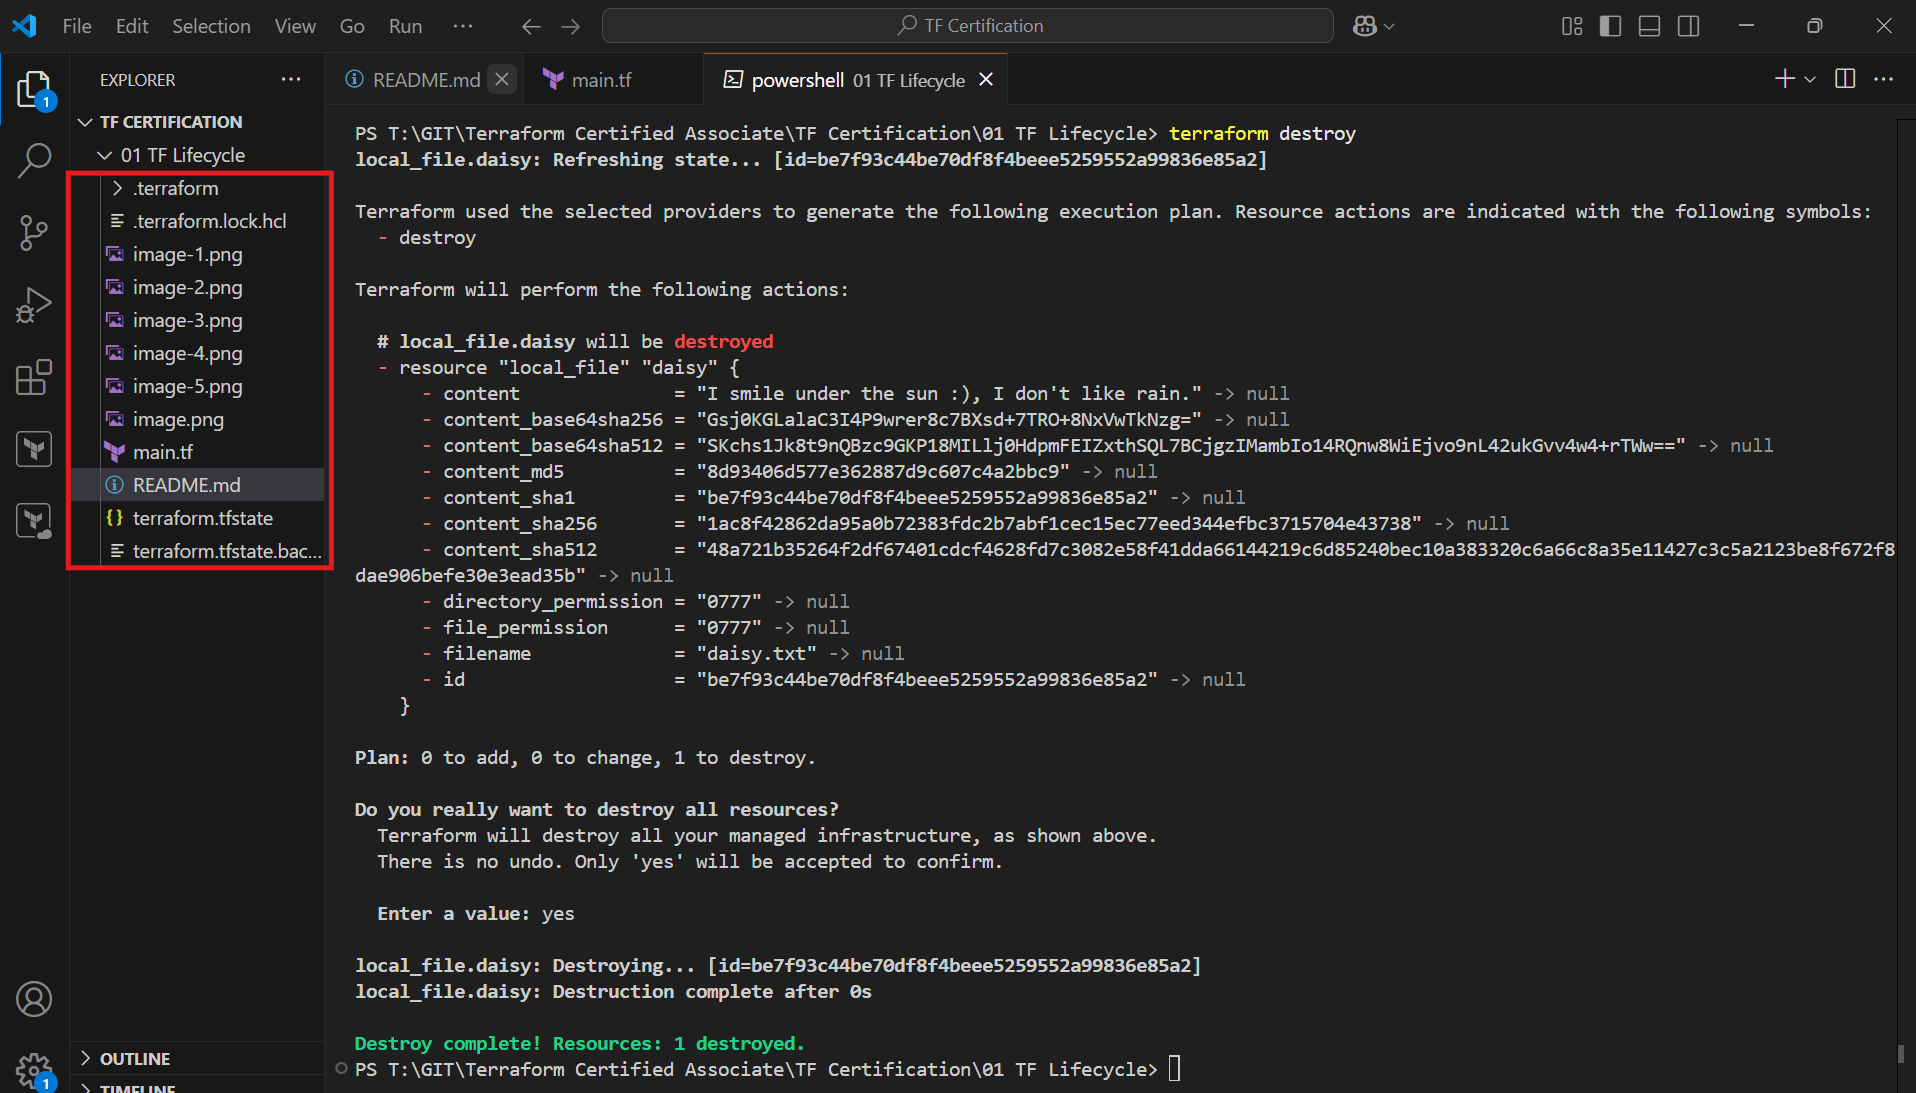 File Edit Selection View Go Run ···
TF Certification
EXPLORER ···
README.md
main.tf
powershell 01 TF Lifecycle
1
TF CERTIFICATION
01 TF Lifecycle
.terraform
.terraform.lock.hcl
image-1.png
image-2.png
image-3.png
image-4.png
image-5.png
image.png
main.tf
README.md
terraform.tfstate
terraform.tfstate.bac...
OUTLINE
TIMELINE
1
PS T:\GIT\Terraform Certified Associate\TF Certification\01 TF Lifecycle> terraform destroy
local_file.daisy: Refreshing state... [id=be7f93c44be70df8f4beee5259552a99836e85a2]
Terraform used the selected providers to generate the following execution plan. Resource actions are indicated with the following symbols:
- destroy
Terraform will perform the following actions:
# local_file.daisy will be destroyed
- resource "local_file" "daisy" {
- content = "I smile under the sun :), I don't like rain." -> null
- content_base64sha256 = "Gsj0KGLalaC3I4P9wrer8c7BXsd+7TRO+8NxVwTkNzg=" -> null
- content_base64sha512 = "SKchs1Jk8t9nQBzc9GKP18MILlj0HdpmFEIZxthSQL7BCjgzIMambIo14RQnw8WiEjvo9nL42ukGvv4w4+rTWw==" -> null
- content_md5 = "8d93406d577e362887d9c607c4a2bbc9" -> null
- content_sha1 = "be7f93c44be70df8f4beee5259552a99836e85a2" -> null
- content_sha256 = "1ac8f42862da95a0b72383fdc2b7abf1cec15ec77eed344efbc3715704e43738" -> null
- content_sha512 = "48a721b35264f2df67401cdcf4628fd7c3082e58f41dda66144219c6d85240bec10a383320c6a66c8a35e11427c3c5a2123be8f672f8
dae906befe30e3ead35b" -> null
- directory_permission = "0777" -> null
- file_permission = "0777" -> null
- filename = "daisy.txt" -> null
- id = "be7f93c44be70df8f4beee5259552a99836e85a2" -> null
}
Plan: 0 to add, 0 to change, 1 to destroy.
Do you really want to destroy all resources?
Terraform will destroy all your managed infrastructure, as shown above.
There is no undo. Only 'yes' will be accepted to confirm.
Enter a value: yes
local_file.daisy: Destroying... [id=be7f93c44be70df8f4beee5259552a99836e85a2]
local_file.daisy: Destruction complete after 0s
Destroy complete! Resources: 1 destroyed.
PS T:\GIT\Terraform Certified Associate\TF Certification\01 TF Lifecycle>